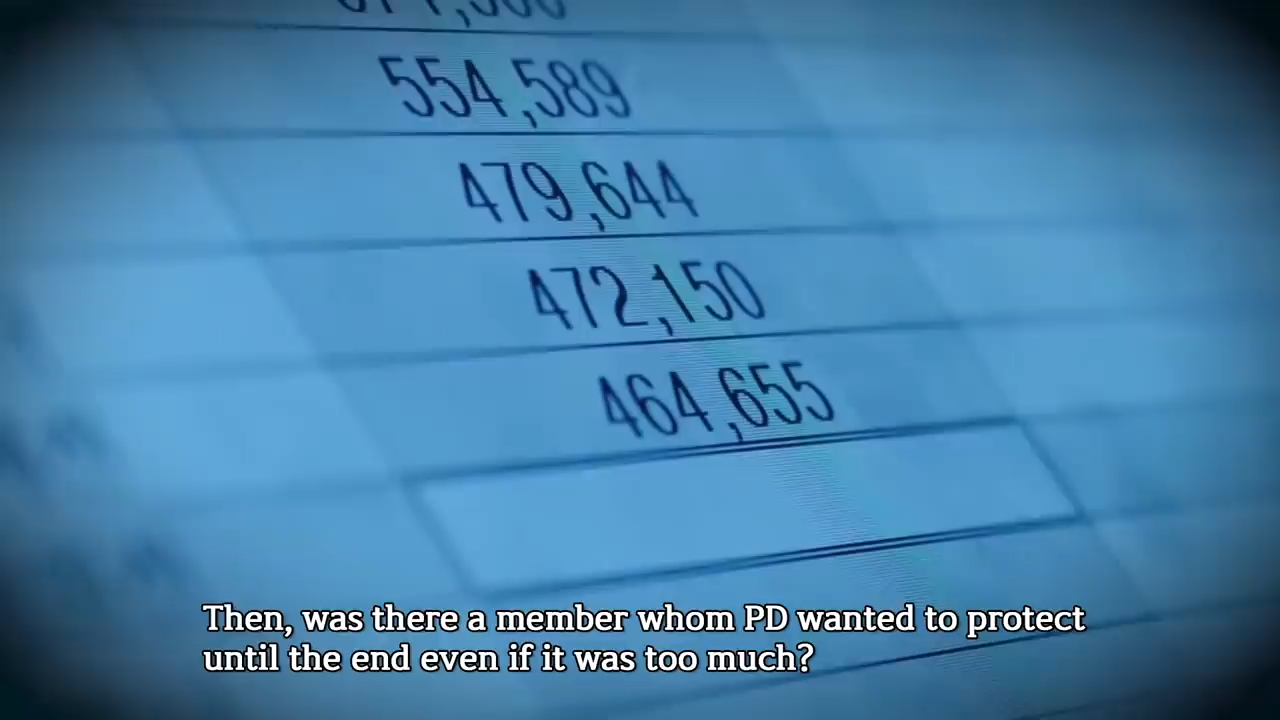 554,589
479,644
472,150
464,655
Then, was there a member whom PD wanted to protect
until the end even if it was too much?